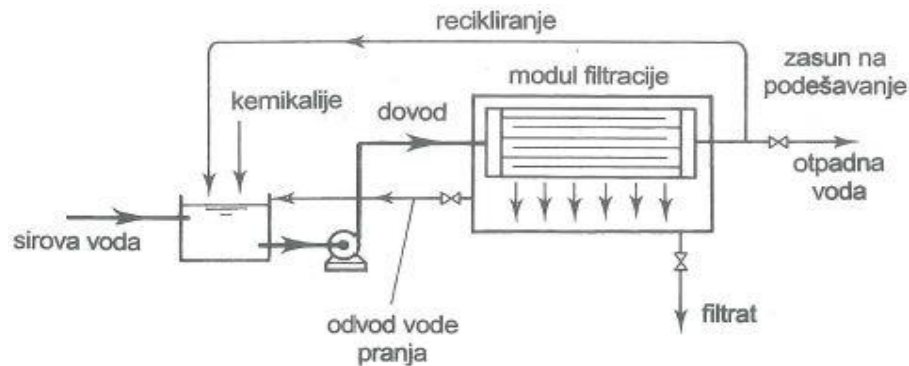 recikliranje
modul filtracije
zasun na
podešavanje
kemikalije
dovod
otpadna
voda
sirova voda
odvod vode
pranja
filtrat